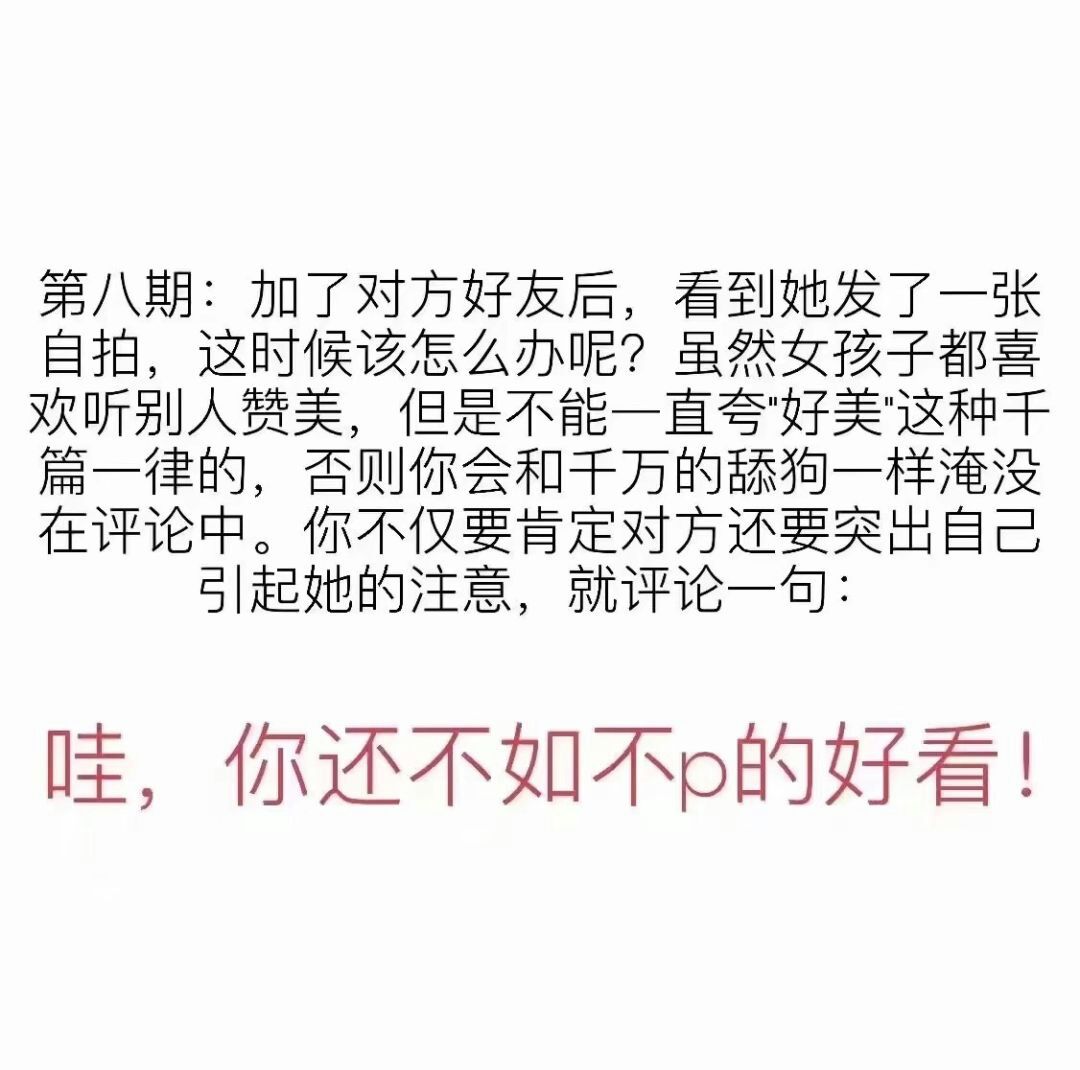 第八期：加了对方好友后，看到她发了一张
自拍，这时候该怎么办呢？虽然女孩子都喜
欢听别人赞美，但是不能一直夸"好美"这种千
篇一律的，否则你会和千万的舔狗一样淹没
在评论中。你不仅要肯定对方还要突出自己
引起她的注意，就评论一句：
哇，你还不如不p的好看！